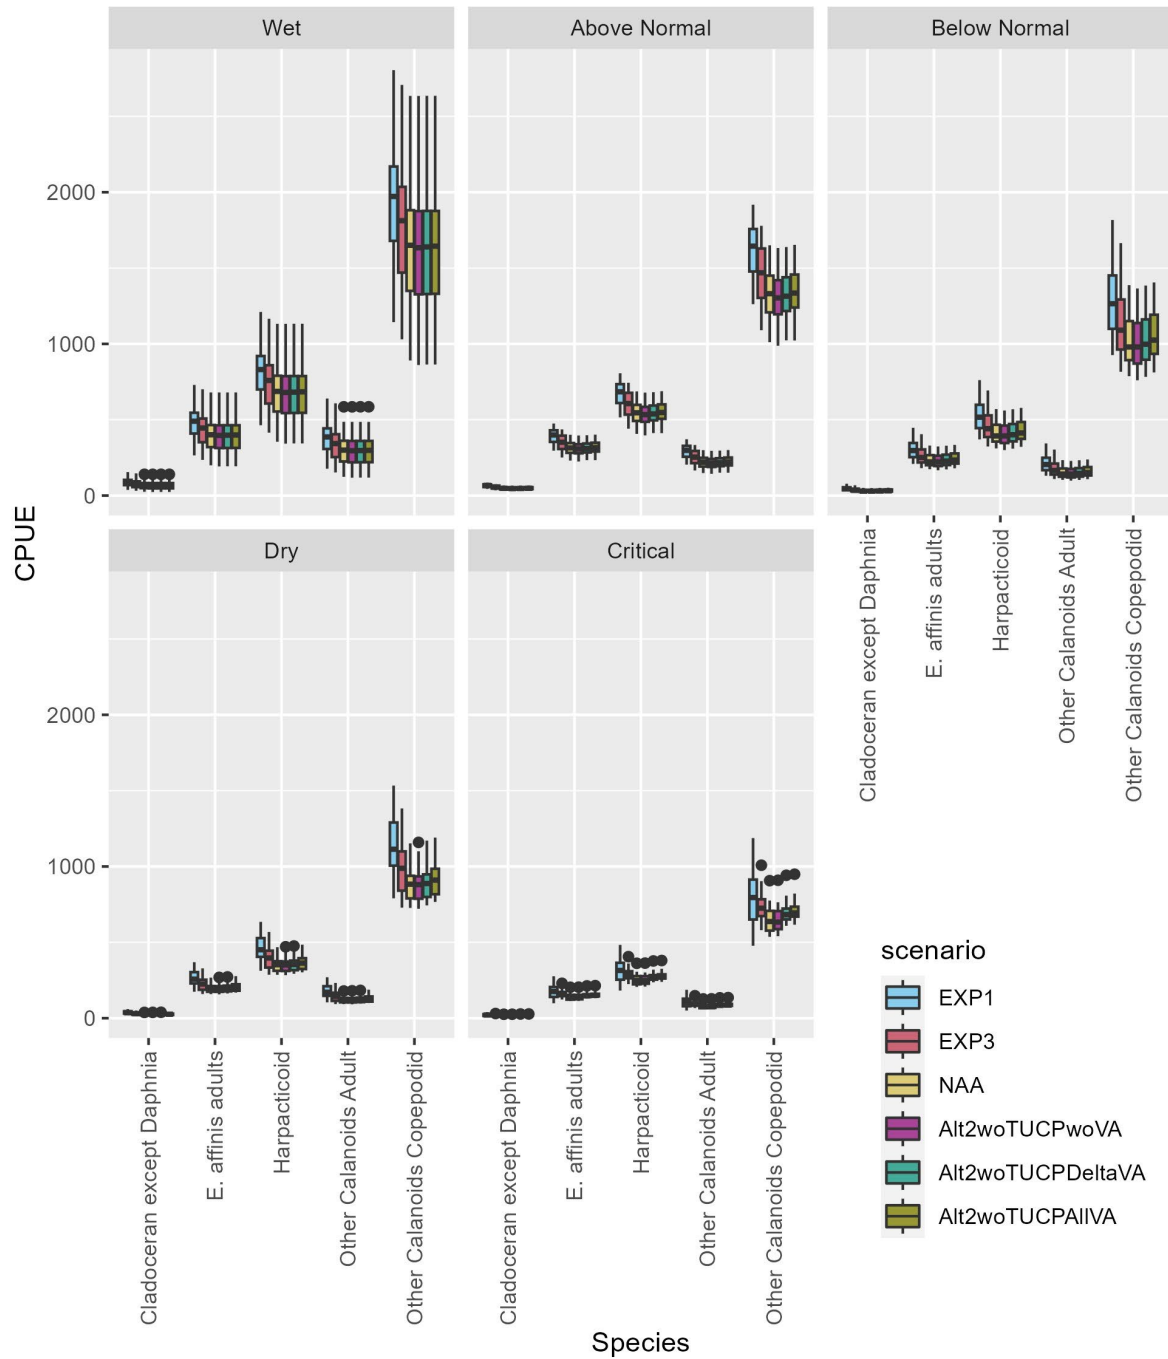 Wet
Above Normal
Below Normal
2000
1000
0
CPUE
Cladoceran except Daphnia
E. affinis adults
Harpacticoid
Other Calanoids Adult
Other Calanoids Copepodid
Dry
Critical
2000
1000
0
Cladoceran except Daphnia
E. affinis adults
Harpacticoid
Other Calanoids Adult
Other Calanoids Copepodid
Cladoceran except Daphnia
E. affinis adults
Harpacticoid
Other Calanoids Adult
Other Calanoids Copepodid
Species
scenario
EXP1
EXP3
NAA
Alt2woTUCPwoVA
Alt2woTUCPDeltaVA
Alt2woTUCPAllVA